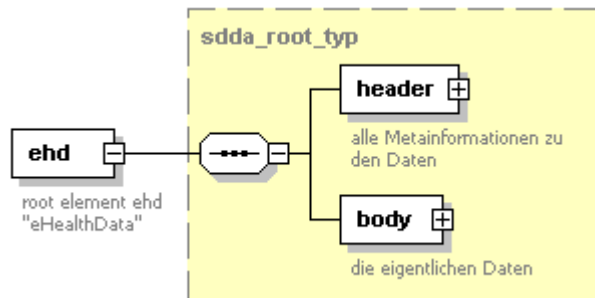 sdda_root_typ
header
alle Metainformationen zu
den Daten
ehd
root element ehd
"eHealthData"
body
die eigentlichen Daten